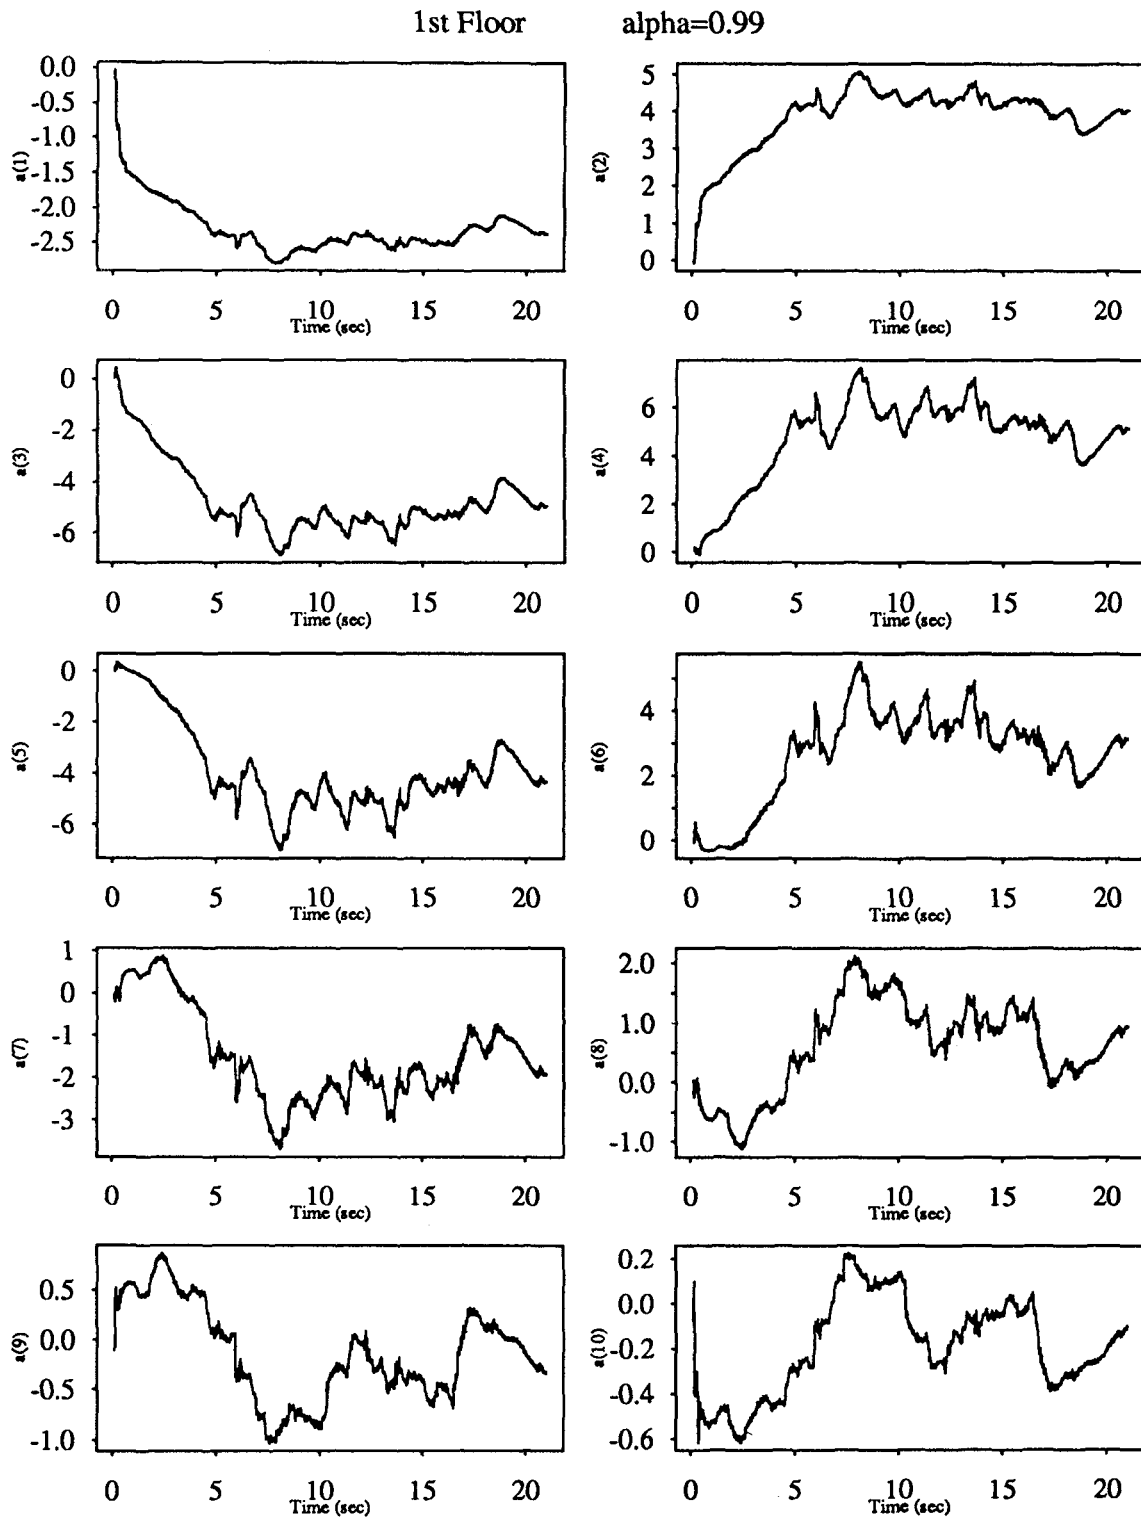 1st Floor alpha=0.99
0.0
-0.5
-1.0
-1.5
-2.0
-2.5
a(1)
0 5 10 15 20
Time (sec)
5
4
3
2
1
0
a(2)
0 5 10 15 20
Time (sec)
0
-2
-4
-6
a(3)
0 5 10 15 20
Time (sec)
6
4
2
0
a(4)
0 5 10 15 20
Time (sec)
0
-2
-4
-6
a(5)
0 5 10 15 20
Time (sec)
4
2
0
a(6)
0 5 10 15 20
Time (sec)
1
0
-1
-2
-3
a(7)
0 5 10 15 20
Time (sec)
2.0
1.0
0.0
-1.0
a(8)
0 5 10 15 20
Time (sec)
0.5
0.0
-0.5
-1.0
a(9)
0 5 10 15 20
Time (sec)
0.2
0.0
-0.2
-0.4
-0.6
a(10)
0 5 10 15 20
Time (sec)